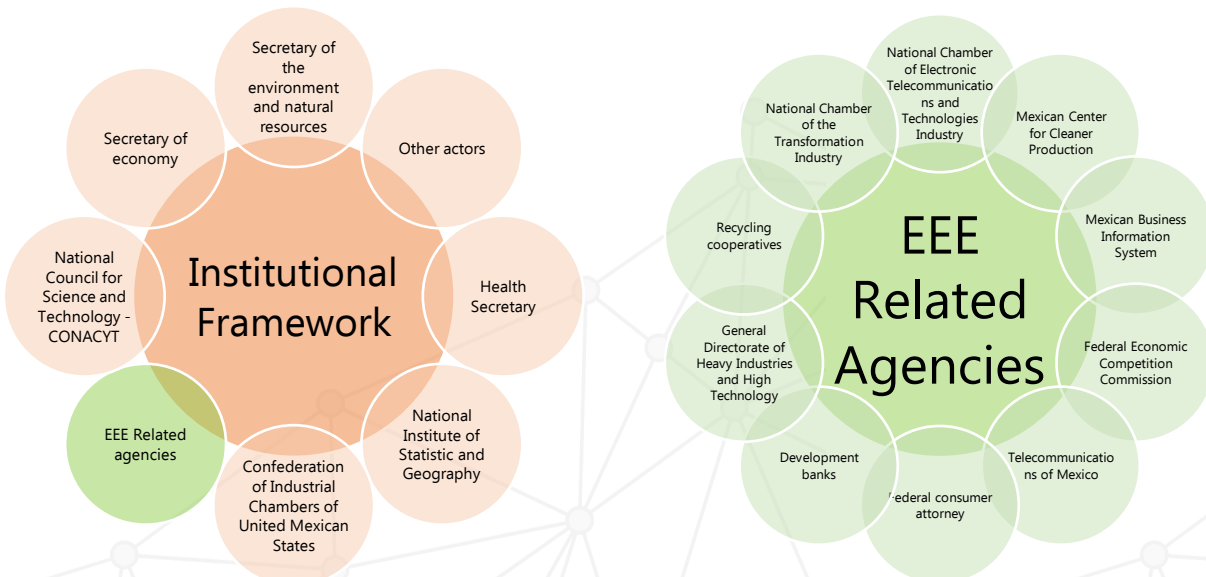 Secretary of
the
environment
and natural
resources
Other actors
Health
Secretary
National
Institute of
Statistic and
Geography
Confederation
of Industrial
Chambers of
United Mexican
States
EEE Related
agencies
National
Council for
Science and
Technology -
CONACYT
Secretary of
economy
Institutional
Framework
National Chamber
of Electronic
Telecommunicatio
ns and
Technologies
Industry
Mexican Center
for Cleaner
Production
Mexican Business
Information
System
Federal Economic
Competition
Commission
Telecommunicatio
ns of Mexico
Federal consumer
attorney
Development
banks
General
Directorate of
Heavy Industries
and High
Technology
Recycling
cooperatives
National Chamber
of the
Transformation
Industry
EEE
Related
Agencies